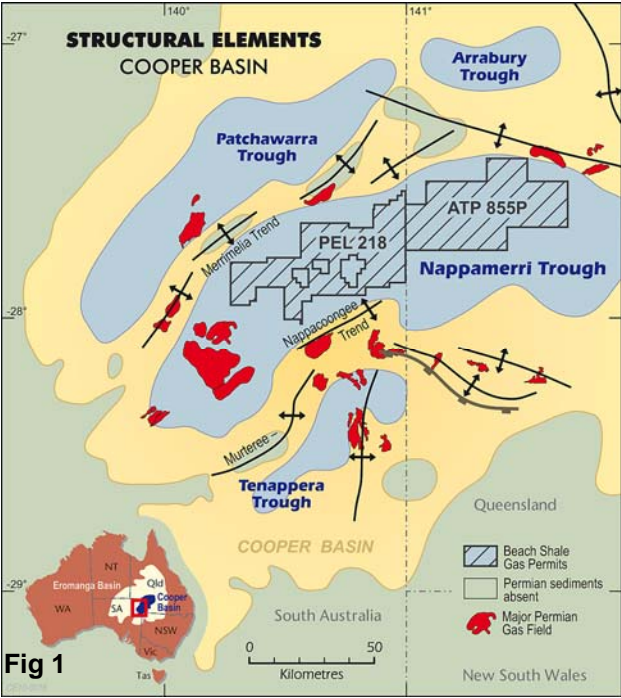 140°
141°
-27°
STRUCTURAL ELEMENTS
COOPER BASIN
Arrabury
Trough
Patchawarra
Trough
ATP 855P
PEL 218
Merrimelia Trend
Nappamerri Trough
-28°
Nappacoongee
Trend
Murteree
Tenappera
Trough
Queensland
COOPER BASIN
Beach Shale
Gas Permits
Permian sediments
absent
Major Permian
Gas Field
-29°
South Australia
0 50
Kilometres
New South Wales
NT
Qld
Eromanga Basin
Cooper
Basin
WA
SA
NSW
Vic
Tas
Fig 1